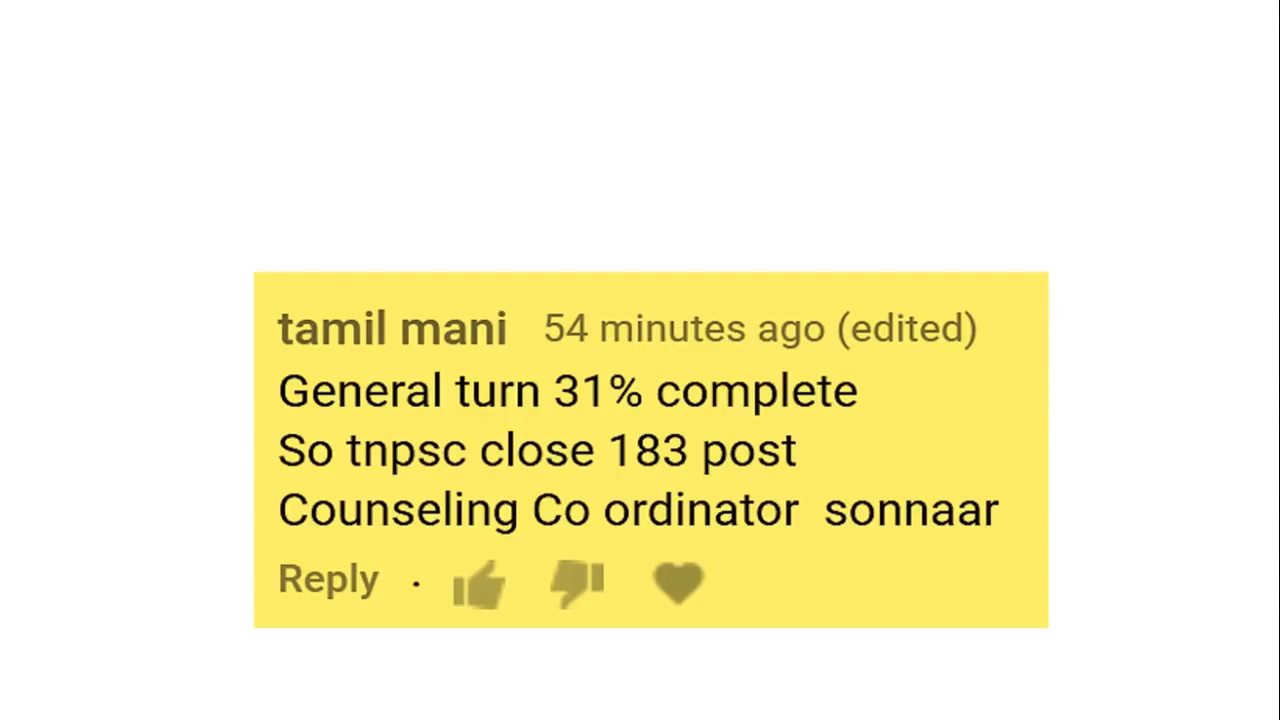 tamil mani 54 minutes ago (edited)
General turn 31% complete
So tnpsc close 183 post
Counseling Co ordinator sonnaar
Reply ·